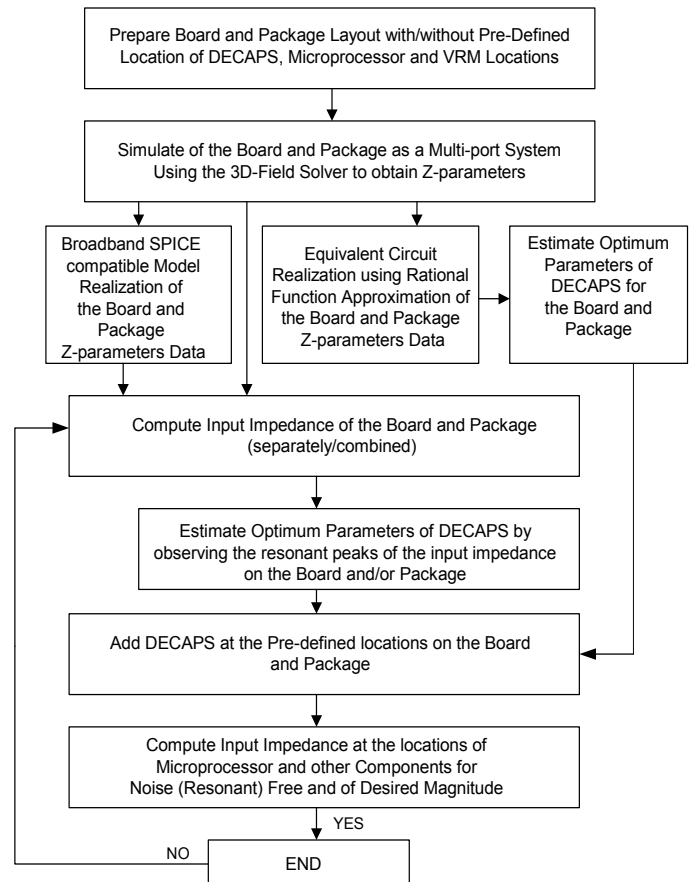 Prepare Board and Package Layout with/without Pre-Defined
Location of DECAPS, Microprocessor and VRM Locations
Simulate of the Board and Package as a Multi-port System
Using the 3D-Field Solver to obtain Z-parameters
Broadband SPICE
compatible Model
Realization of
the Board and
Package
Z-parameters Data
Equivalent Circuit
Realization using Rational
Function Approximation of
the Board and Package
Z-parameters Data
Estimate Optimum
Parameters of
DECAPS for
the Board and
Package
Compute Input Impedance of the Board and Package
(separately/combined)
Estimate Optimum Parameters of DECAPS by
observing the resonant peaks of the input impedance
on the Board and/or Package
Add DECAPS at the Pre-defined locations on the Board
and Package
Compute Input Impedance at the locations of
Microprocessor and other Components for
Noise (Resonant) Free and of Desired Magnitude
YES
NO
END